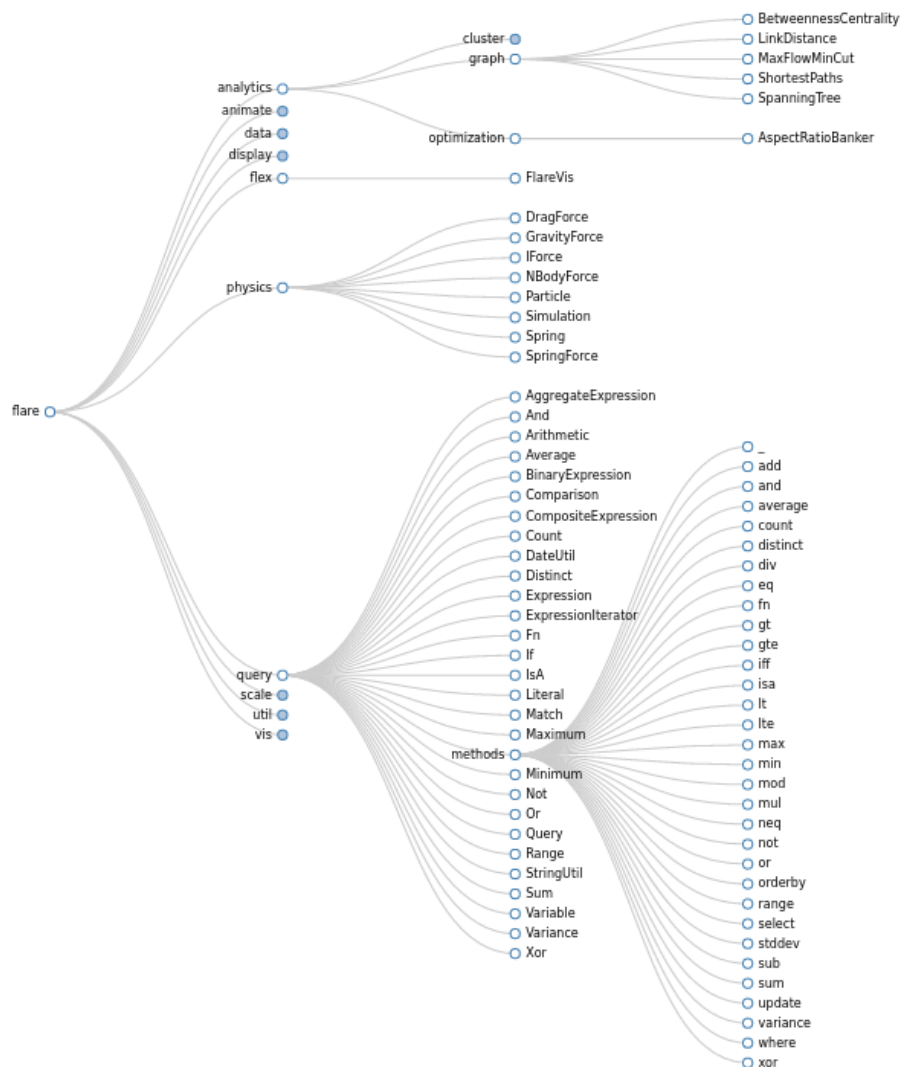 BetweennessCentrality
cluster
LinkDistance
graph
MaxFlowMinCut
ShortestPaths
analytics
SpanningTree
animate
data
optimization
AspectRatioBanker
display
flex
FlareVis
DragForce
GravityForce
IForce
NBodyForce
physics
Particle
Simulation
Spring
SpringForce
AggregateExpression
flare
And
Arithmetic
_
Average
add
BinaryExpression
and
Comparison
average
CompositeExpression
count
Count
distinct
DateUtil
div
Distinct
eq
Expression
fn
ExpressionIterator
gt
Fn
gte
If
iff
query
IsA
isa
scale
Literal
lt
util
Match
lte
vis
Maximum
max
methods
min
Minimum
mod
Not
mul
Or
neq
Query
not
Range
or
StringUtil
orderby
Sum
range
Variable
select
Variance
stddev
Xor
sub
sum
update
variance
where
xor